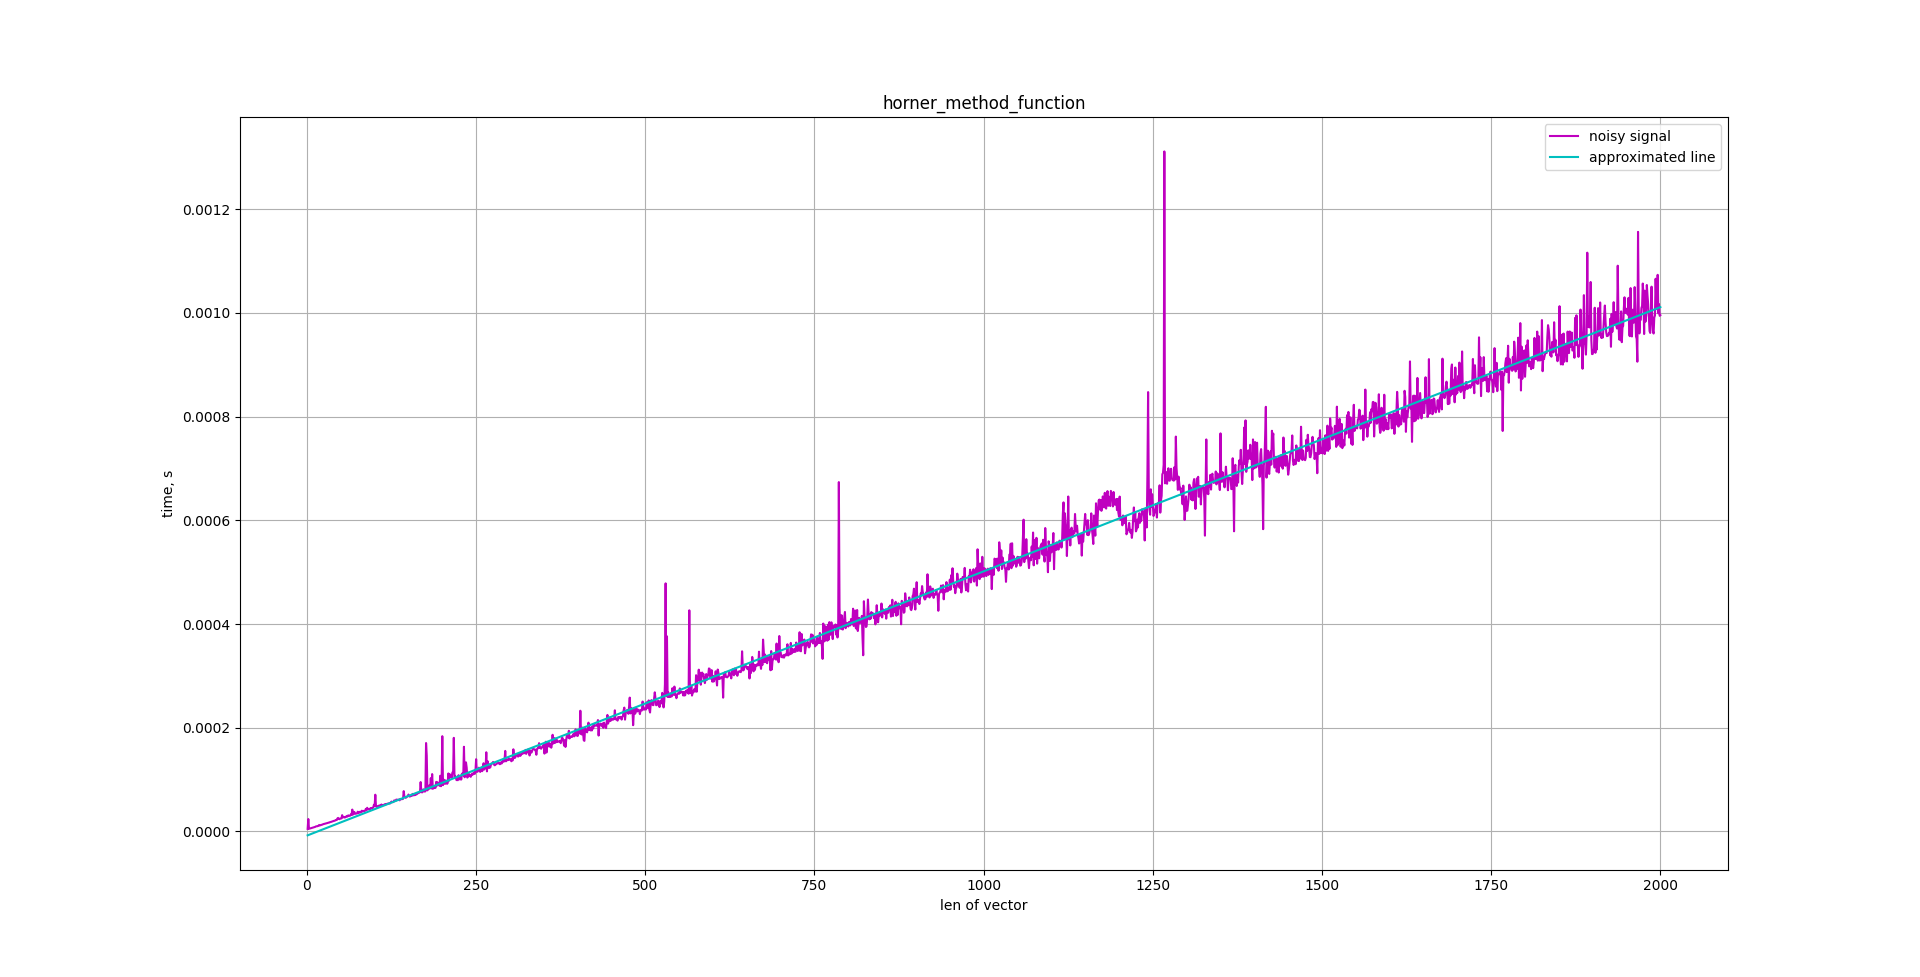 horner_method_function
noisy signal
approximated line
time, s
0.0012
0.0010
0.0008
0.0006
0.0004
0.0002
0.0000
0 250 500 750 1000 1250 1500 1750 2000
len of vector